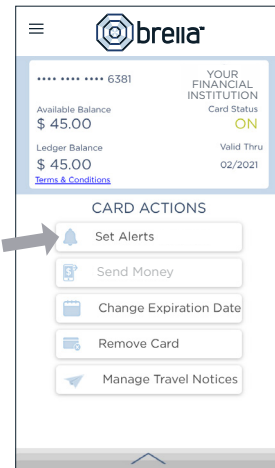 brella
•••• •••• •••• 6381
YOUR
FINANCIAL
INSTITUTION
Available Balance
Card Status
$ 45.00
ON
Ledger Balance
Valid Thru
$ 45.00
02/2021
Terms & Conditions
CARD ACTIONS
Set Alerts
Send Money
Change Expiration Date
Remove Card
Manage Travel Notices